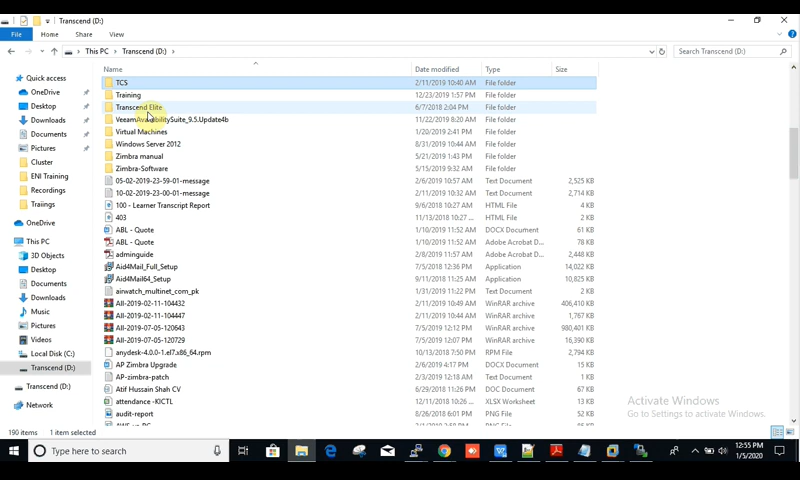 Transcend (D:)
File Home Share View
This PC Transcend (D:)
Search Transcend (D:)
Name Date modified Type Size
Quick access
OneDrive
Desktop
Downloads
Documents
Pictures
Cluster
ENI Training
Recordings
Traiings
OneDrive
This PC
3D Objects
Desktop
Documents
Downloads
Music
Pictures
Videos
Local Disk (C:)
Transcend (D:)
Transcend (D:)
Network
TCS 2/11/2019 10:40 AM File folder
Training 12/23/2019 1:57 PM File folder
Transcend Elite 6/7/2018 2:04 PM File folder
VeeamAvailabilitySuite_9.5.Update4b 11/22/2019 8:20 AM File folder
Virtual Machines 1/20/2019 2:41 PM File folder
Windows Server 2012 8/31/2019 10:44 AM File folder
Zimbra manual 5/21/2019 1:43 PM File folder
Zimbra-Software 5/15/2019 9:32 AM File folder
05-02-2019-23-59-01-message 2/6/2019 10:57 AM Text Document 2,525 KB
10-02-2019-23-00-01-message 2/11/2019 10:32 AM Text Document 2,714 KB
100 - Learner Transcript Report 9/6/2018 10:27 AM HTML File 4 KB
403 11/13/2018 10:27 ... HTML File 2 KB
ABL - Quote 1/10/2019 11:52 AM DOCX Document 61 KB
ABL - Quote 1/10/2019 11:52 AM Adobe Acrobat D... 78 KB
adminguide 2/8/2019 11:57 AM Adobe Acrobat D... 2,448 KB
Aid4Mail_Full_Setup 7/5/2018 12:36 PM Application 14,022 KB
Aid4Mail64_Setup 9/11/2018 11:25 AM Application 10,825 KB
airwatch_multinet_com_pk 1/31/2019 11:22 PM Text Document 2 KB
All-2019-02-11-104432 2/11/2019 10:49 AM WinRAR archive 406,410 KB
All-2019-02-11-104447 2/11/2019 10:44 AM WinRAR archive 1,767 KB
All-2019-07-05-120643 7/5/2019 12:12 PM WinRAR archive 980,401 KB
All-2019-07-05-120729 7/5/2019 12:07 PM WinRAR archive 16,390 KB
anydesk-4.0.0-1.el7.x86_64.rpm 10/13/2018 7:50 PM RPM File 2,794 KB
AP Zimbra Upgrade 2/6/2019 4:17 PM DOCX Document 15 KB
AP-zimbra-patch 2/3/2019 12:18 AM Text Document 1 KB
Atif Hussain Shah CV 6/29/2018 11:26 PM DOC Document 67 KB
attendance -KICTL 12/11/2018 10:26 ... XLSX Worksheet 13 KB
audit-report 8/26/2018 6:01 PM PNG File 52 KB
Activate Windows
Go to Settings to activate Windows.
190 items 1 item selected
Type here to search
12:55 PM
1/5/2020